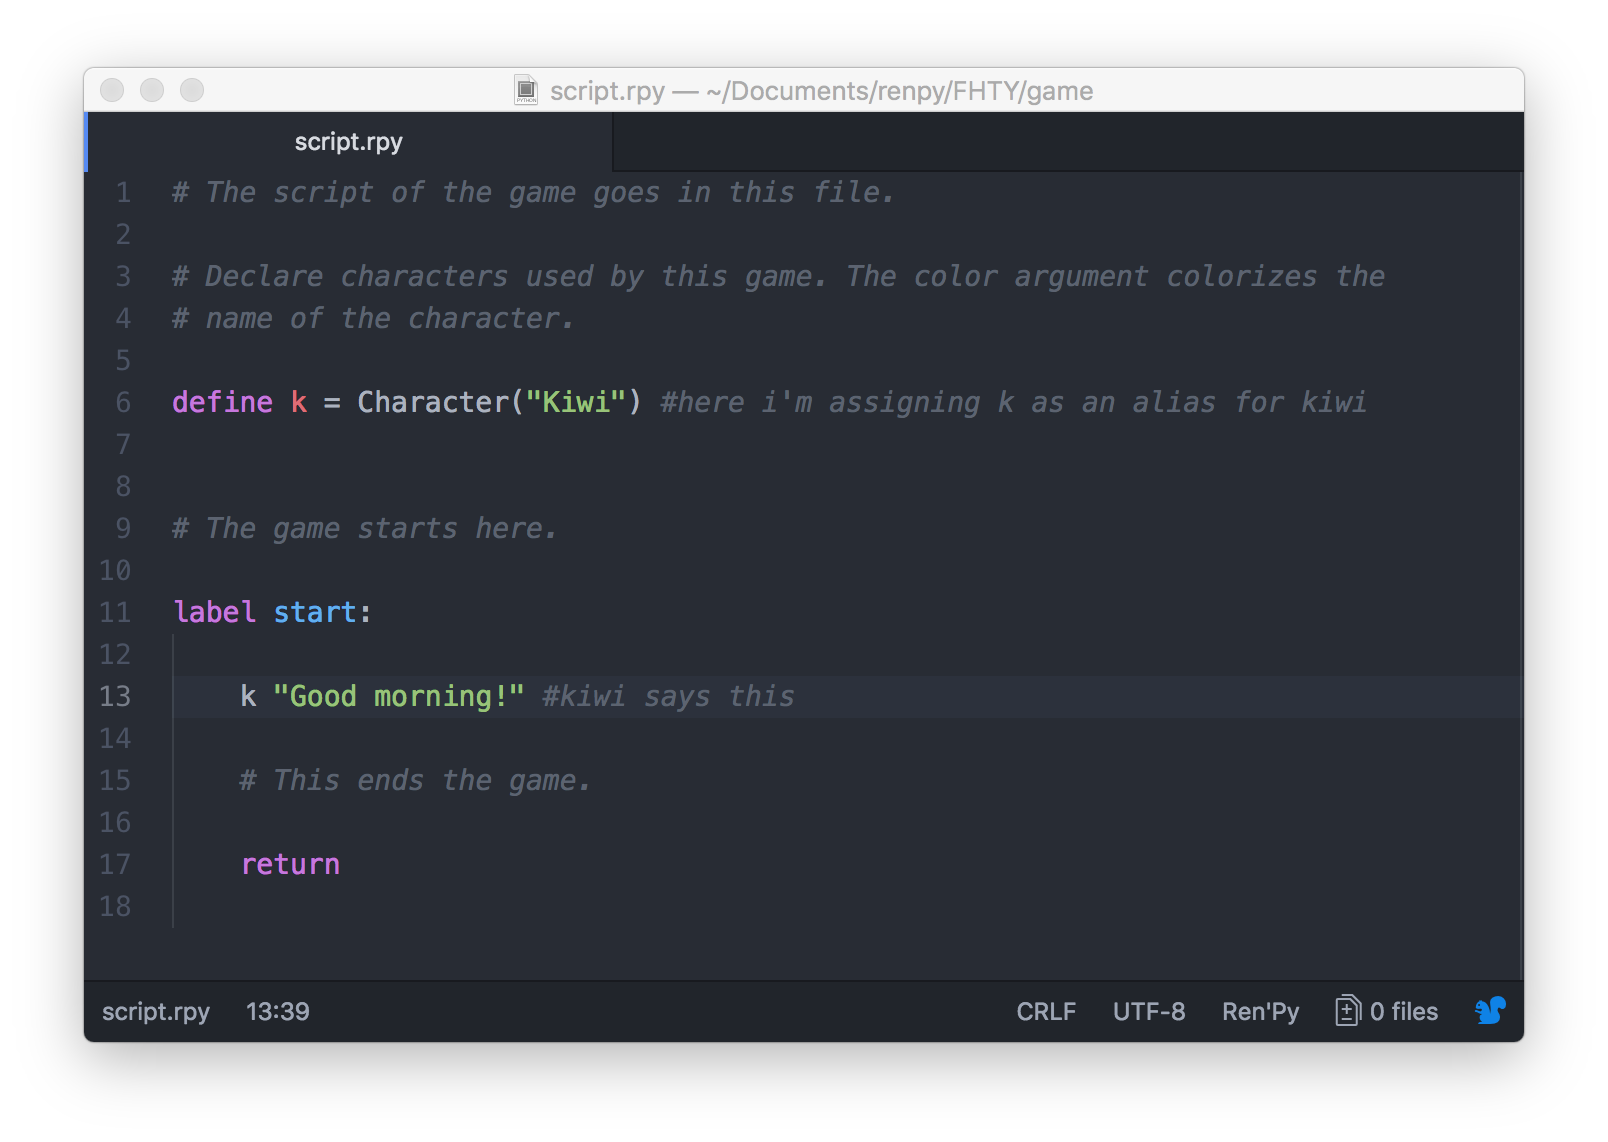 script.rpy — ~/Documents/renpy/FHTY/game
script.rpy
1 # The script of the game goes in this file.
2
3 # Declare characters used by this game. The color argument colorizes the
4 # name of the character.
5
6 define k = Character("Kiwi") #here i'm assigning k as an alias for kiwi
7
8
9 # The game starts here.
10
11 label start:
12
13     k "Good morning!" #kiwi says this
14
15     # This ends the game.
16
17     return
18
script.rpy 13:39 CRLF UTF-8 Ren'Py 0 files